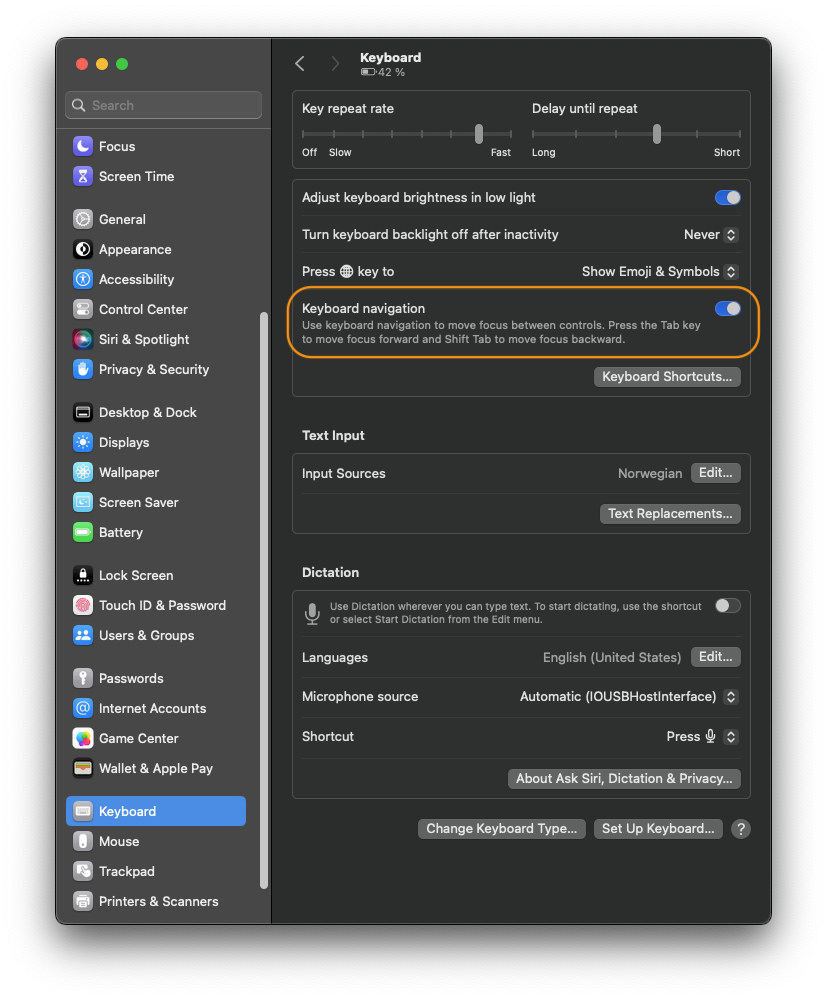 Search
Focus
Screen Time
General
Appearance
Accessibility
Control Center
Siri & Spotlight
Privacy & Security
Desktop & Dock
Displays
Wallpaper
Screen Saver
Battery
Lock Screen
Touch ID & Password
Users & Groups
Passwords
Internet Accounts
Game Center
Wallet & Apple Pay
Keyboard
Mouse
Trackpad
Printers & Scanners
Keyboard
42 %
Key repeat rate
Off Slow Fast
Delay until repeat
Long Short
Adjust keyboard brightness in low light
Turn keyboard backlight off after inactivity Never
Press key to Show Emoji & Symbols
Keyboard navigation
Use keyboard navigation to move focus between controls. Press the Tab key
to move focus forward and Shift Tab to move focus backward.
Keyboard Shortcuts...
Text Input
Input Sources Norwegian Edit...
Text Replacements...
Dictation
Use Dictation wherever you can type text. To start dictating, use the shortcut
or select Start Dictation from the Edit menu.
Languages English (United States) Edit...
Microphone source Automatic (IOUSBHostInterface)
Shortcut Press
About Ask Siri, Dictation & Privacy...
Change Keyboard Type... Set Up Keyboard... ?